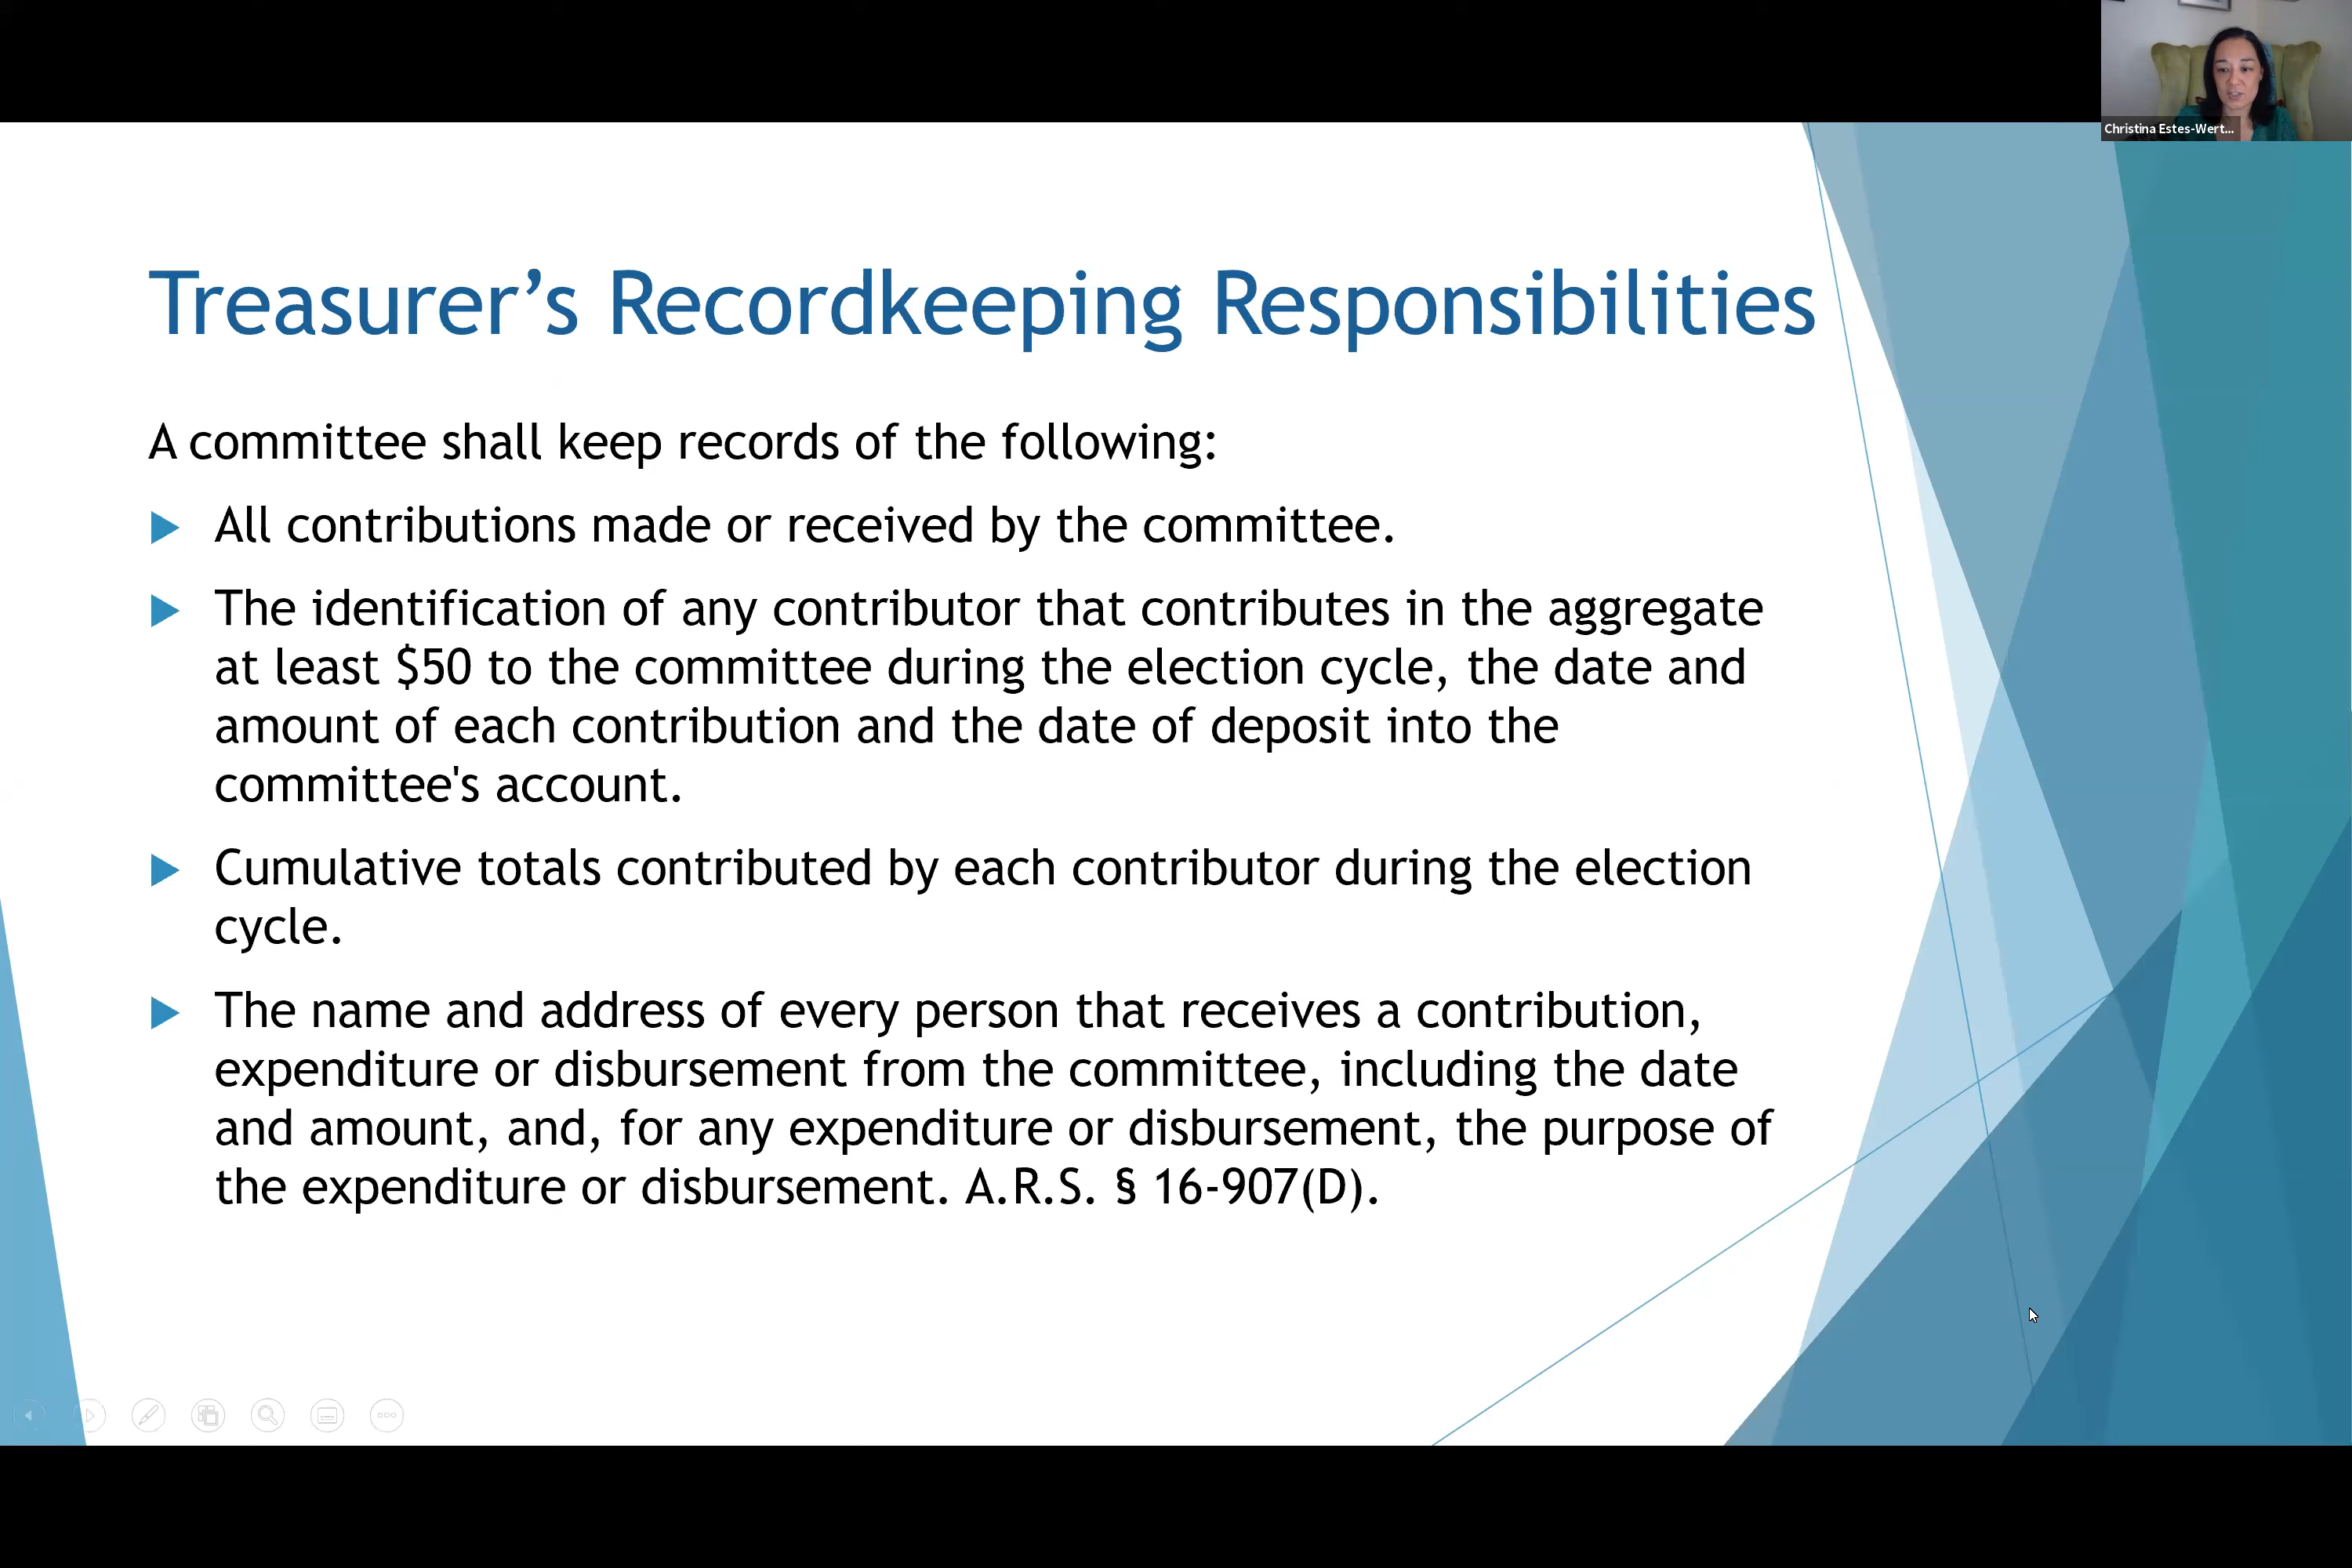 Christina Estes-Wert...
Treasurer’s Recordkeeping Responsibilities
A committee shall keep records of the following:
All contributions made or received by the committee.
The identification of any contributor that contributes in the aggregate
at least $50 to the committee during the election cycle, the date and
amount of each contribution and the date of deposit into the
committee's account.
Cumulative totals contributed by each contributor during the election
cycle.
The name and address of every person that receives a contribution,
expenditure or disbursement from the committee, including the date
and amount, and, for any expenditure or disbursement, the purpose of
the expenditure or disbursement. A.R.S. § 16-907(D).